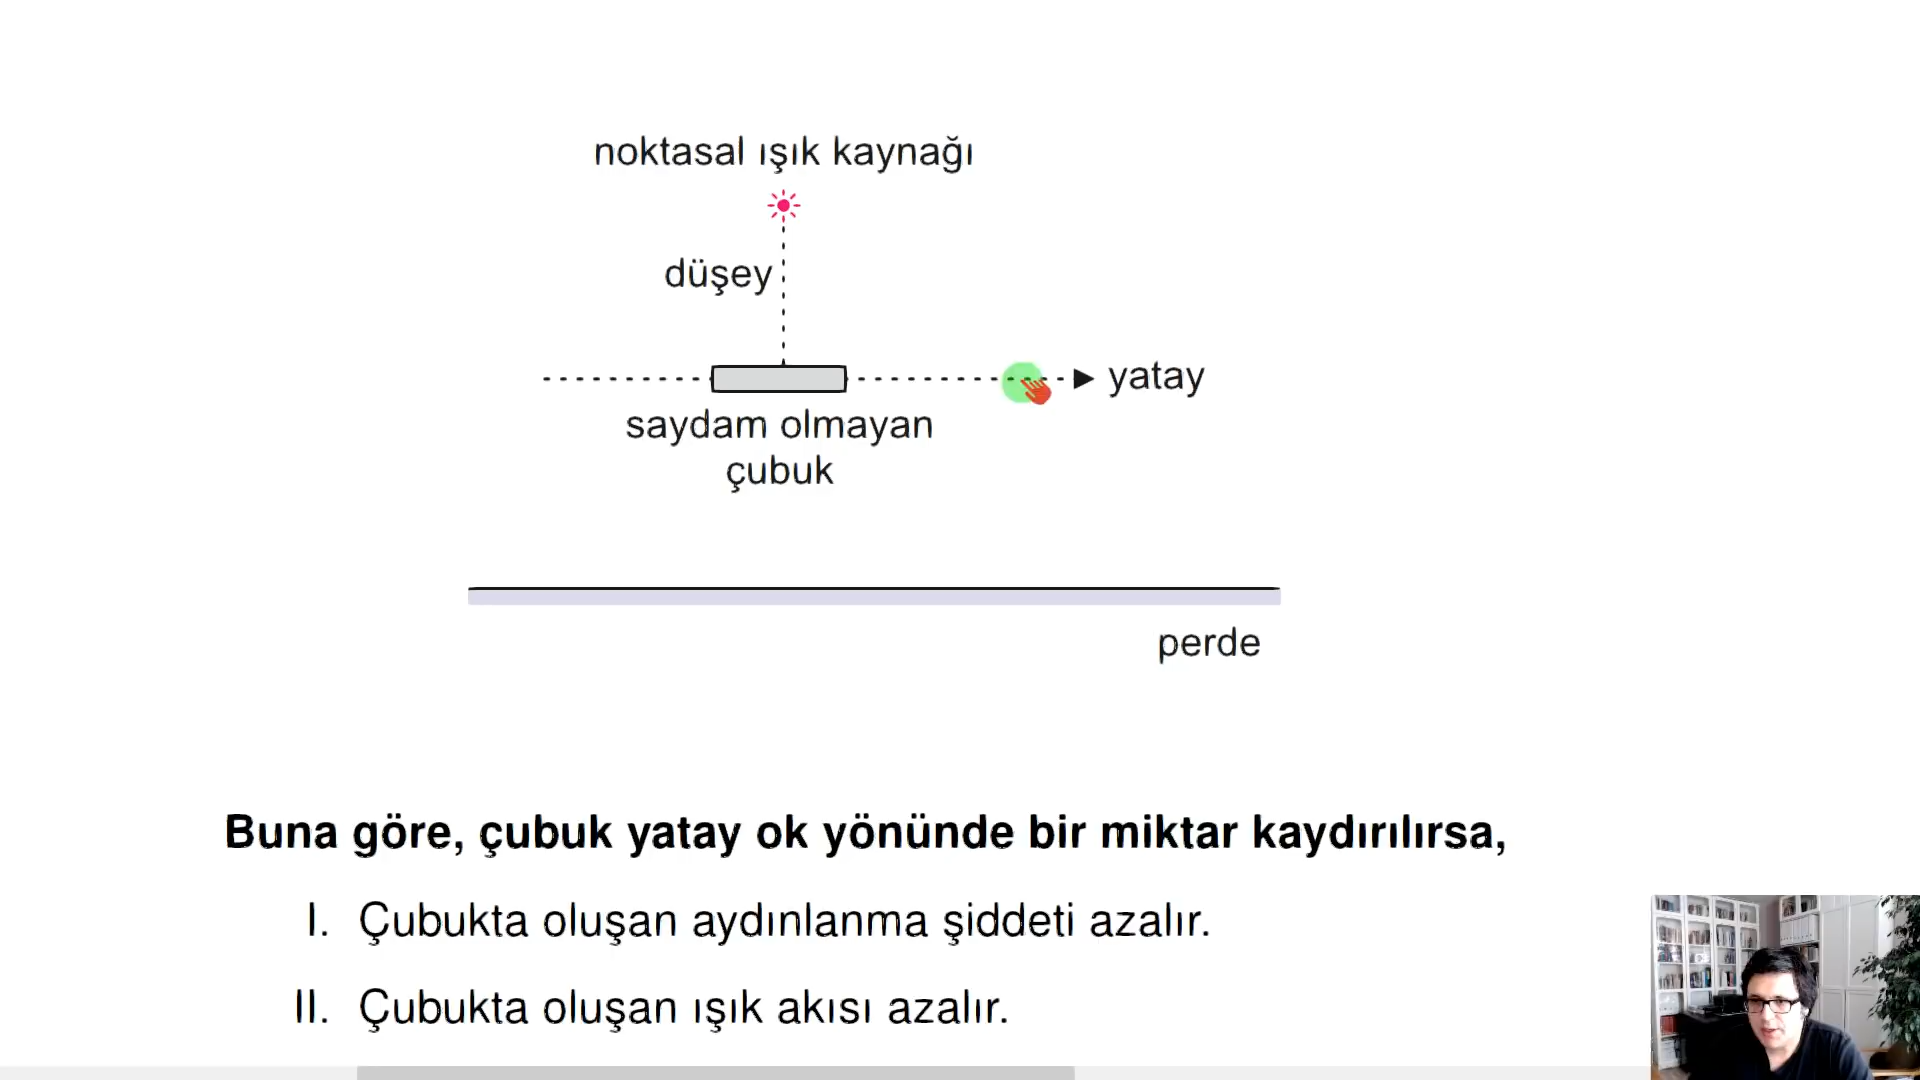 noktasal ışık kaynağı
düşey
yatay
saydam olmayan
çubuk
perde
Buna göre, çubuk yatay ok yönünde bir miktar kaydırılırsa,
I. Çubukta oluşan aydınlanma şiddeti azalır.
II. Çubukta oluşan ışık akısı azalır.